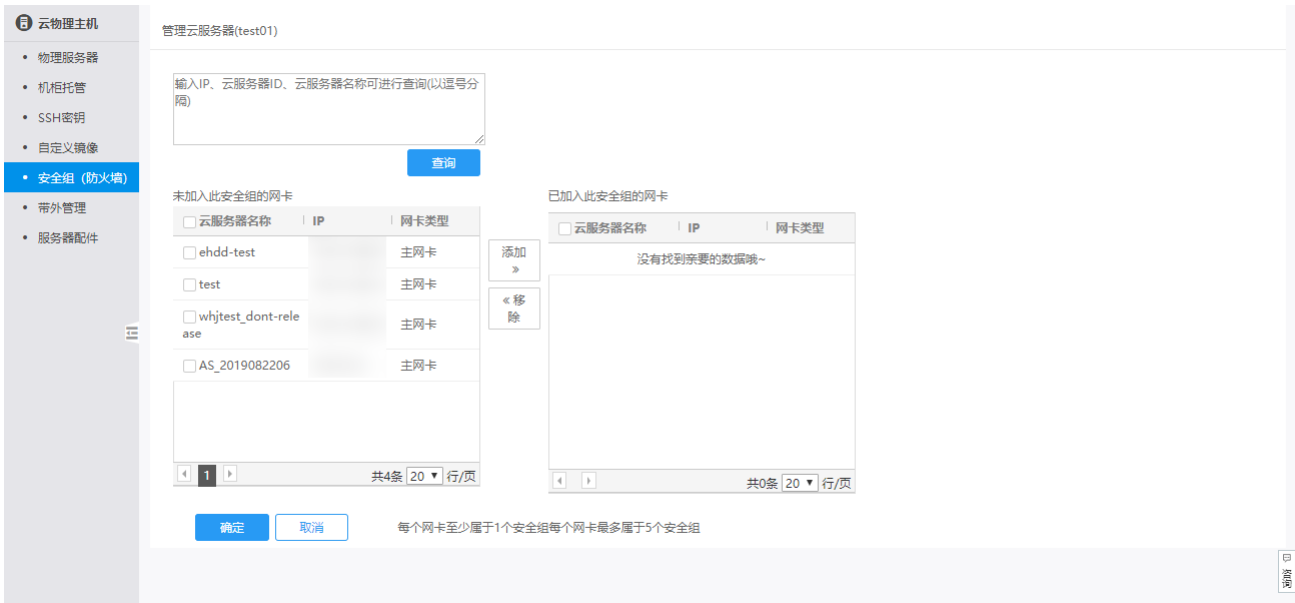 云物理主机
物理服务器
机柜托管
SSH密钥
自定义镜像
安全组（防火墙)
带外管理
服务器配件
管理云服务器(test01)
输入IP、云服务器ID、云服务器名称可进行查询(以逗号分
隔)
查询
未加入此安全组的网卡
云服务器名称 IP 网卡类型
ehdd-test 主网卡
test 主网卡
whjtest_dont-rele
ase
主网卡
AS_2019082206 主网卡
1 共4条 20 行/页
添加
»
« 移
除
已加入此安全组的网卡
云服务器名称 IP 网卡类型
没有找到亲要的数据哦~
共0条 20 行/页
确定 取消 每个网卡至少属于1个安全组每个网卡最多属于5个安全组
咨询